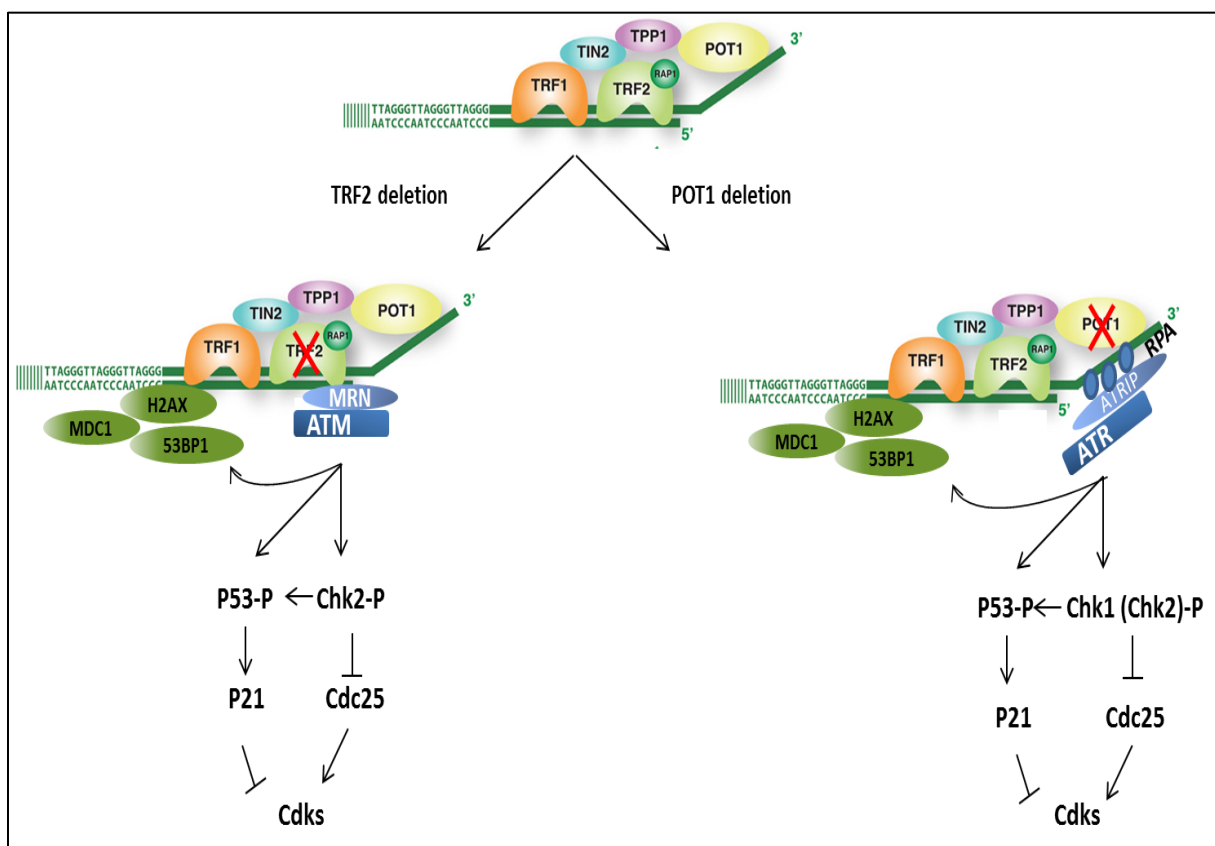 TPP1
TIN2
POT1
3’
RAP1
TRF1
TRF2
TTAGGGTTAGGGTTAGGG
AATCCCAATCCCAATCCC
5’
TRF2 deletion
POT1 deletion
TPP1
TIN2
POT1
3’
RAP1
TRF1
TRF2
TTAGGGTTAGGGTTAGGG
AATCCCAATCCCAATCCC
MRN
ATM
H2AX
MDC1
53BP1
P53-P
Chk2-P
P21
Cdc25
Cdks
TPP1
TIN2
POT1
3’
RPA
RAP1
TRF1
TRF2
TTAGGGTTAGGGTTAGGG
AATCCCAATCCCAATCCC
5’
ATRIP
ATR
H2AX
MDC1
53BP1
P53-P
Chk1 (Chk2)-P
P21
Cdc25
Cdks